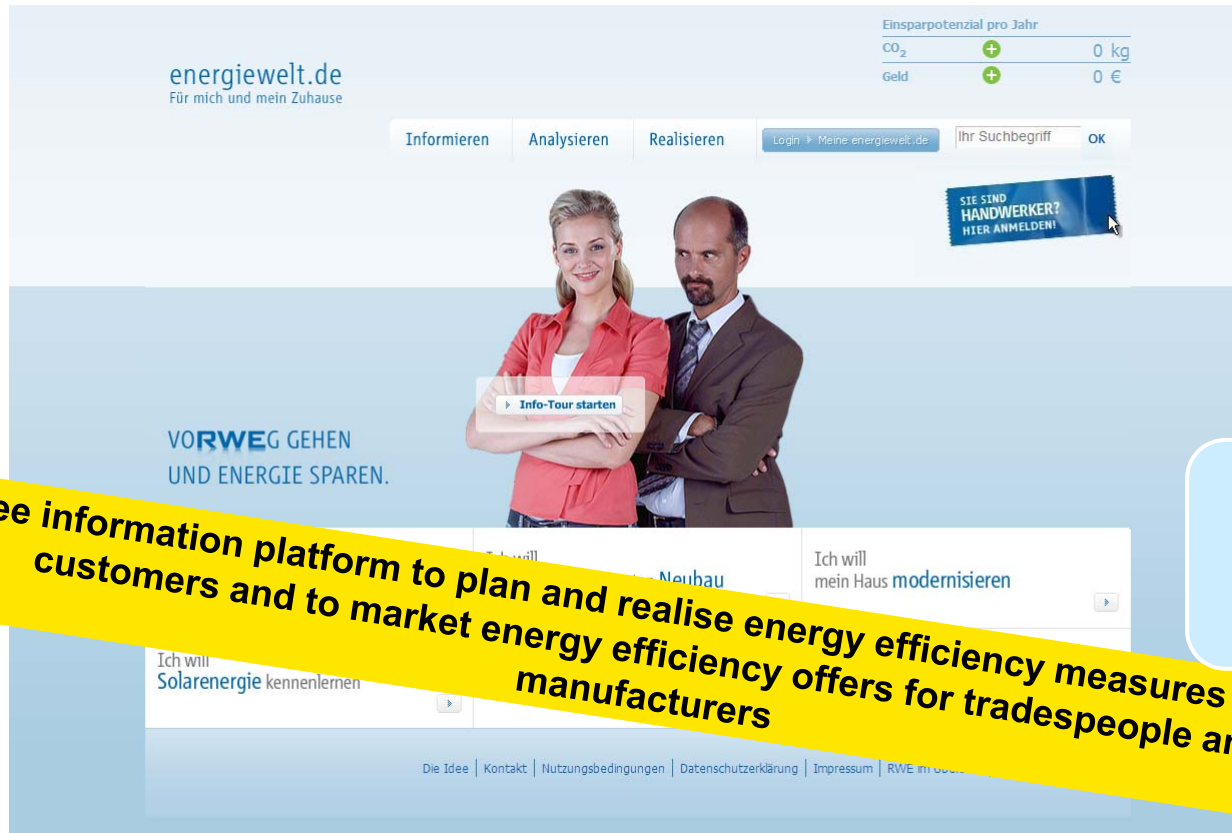 Einsparpotenzial pro Jahr
CO2 0 kg
Geld 0 €
energiewelt.de
Für mich und mein Zuhause
Informieren Analysieren Realisieren Login Meine energiewelt.de Ihr Suchbegriff OK
SIE SIND
HANDWERKER?
HIER ANMELDEN!
Info-Tour starten
VORWEG GEHEN
UND ENERGIE SPAREN.
information platform to plan and realise energy efficiency measures
customers and to market energy efficiency offers for tradespeople
manufacturers
Neubau
Ich will
mein Haus modernisieren
Ich will
Solarenergie kennenlernen
Die Idee | Kontakt | Nutzungsbedingungen | Datenschutzerklärung | Impressum | RWE im